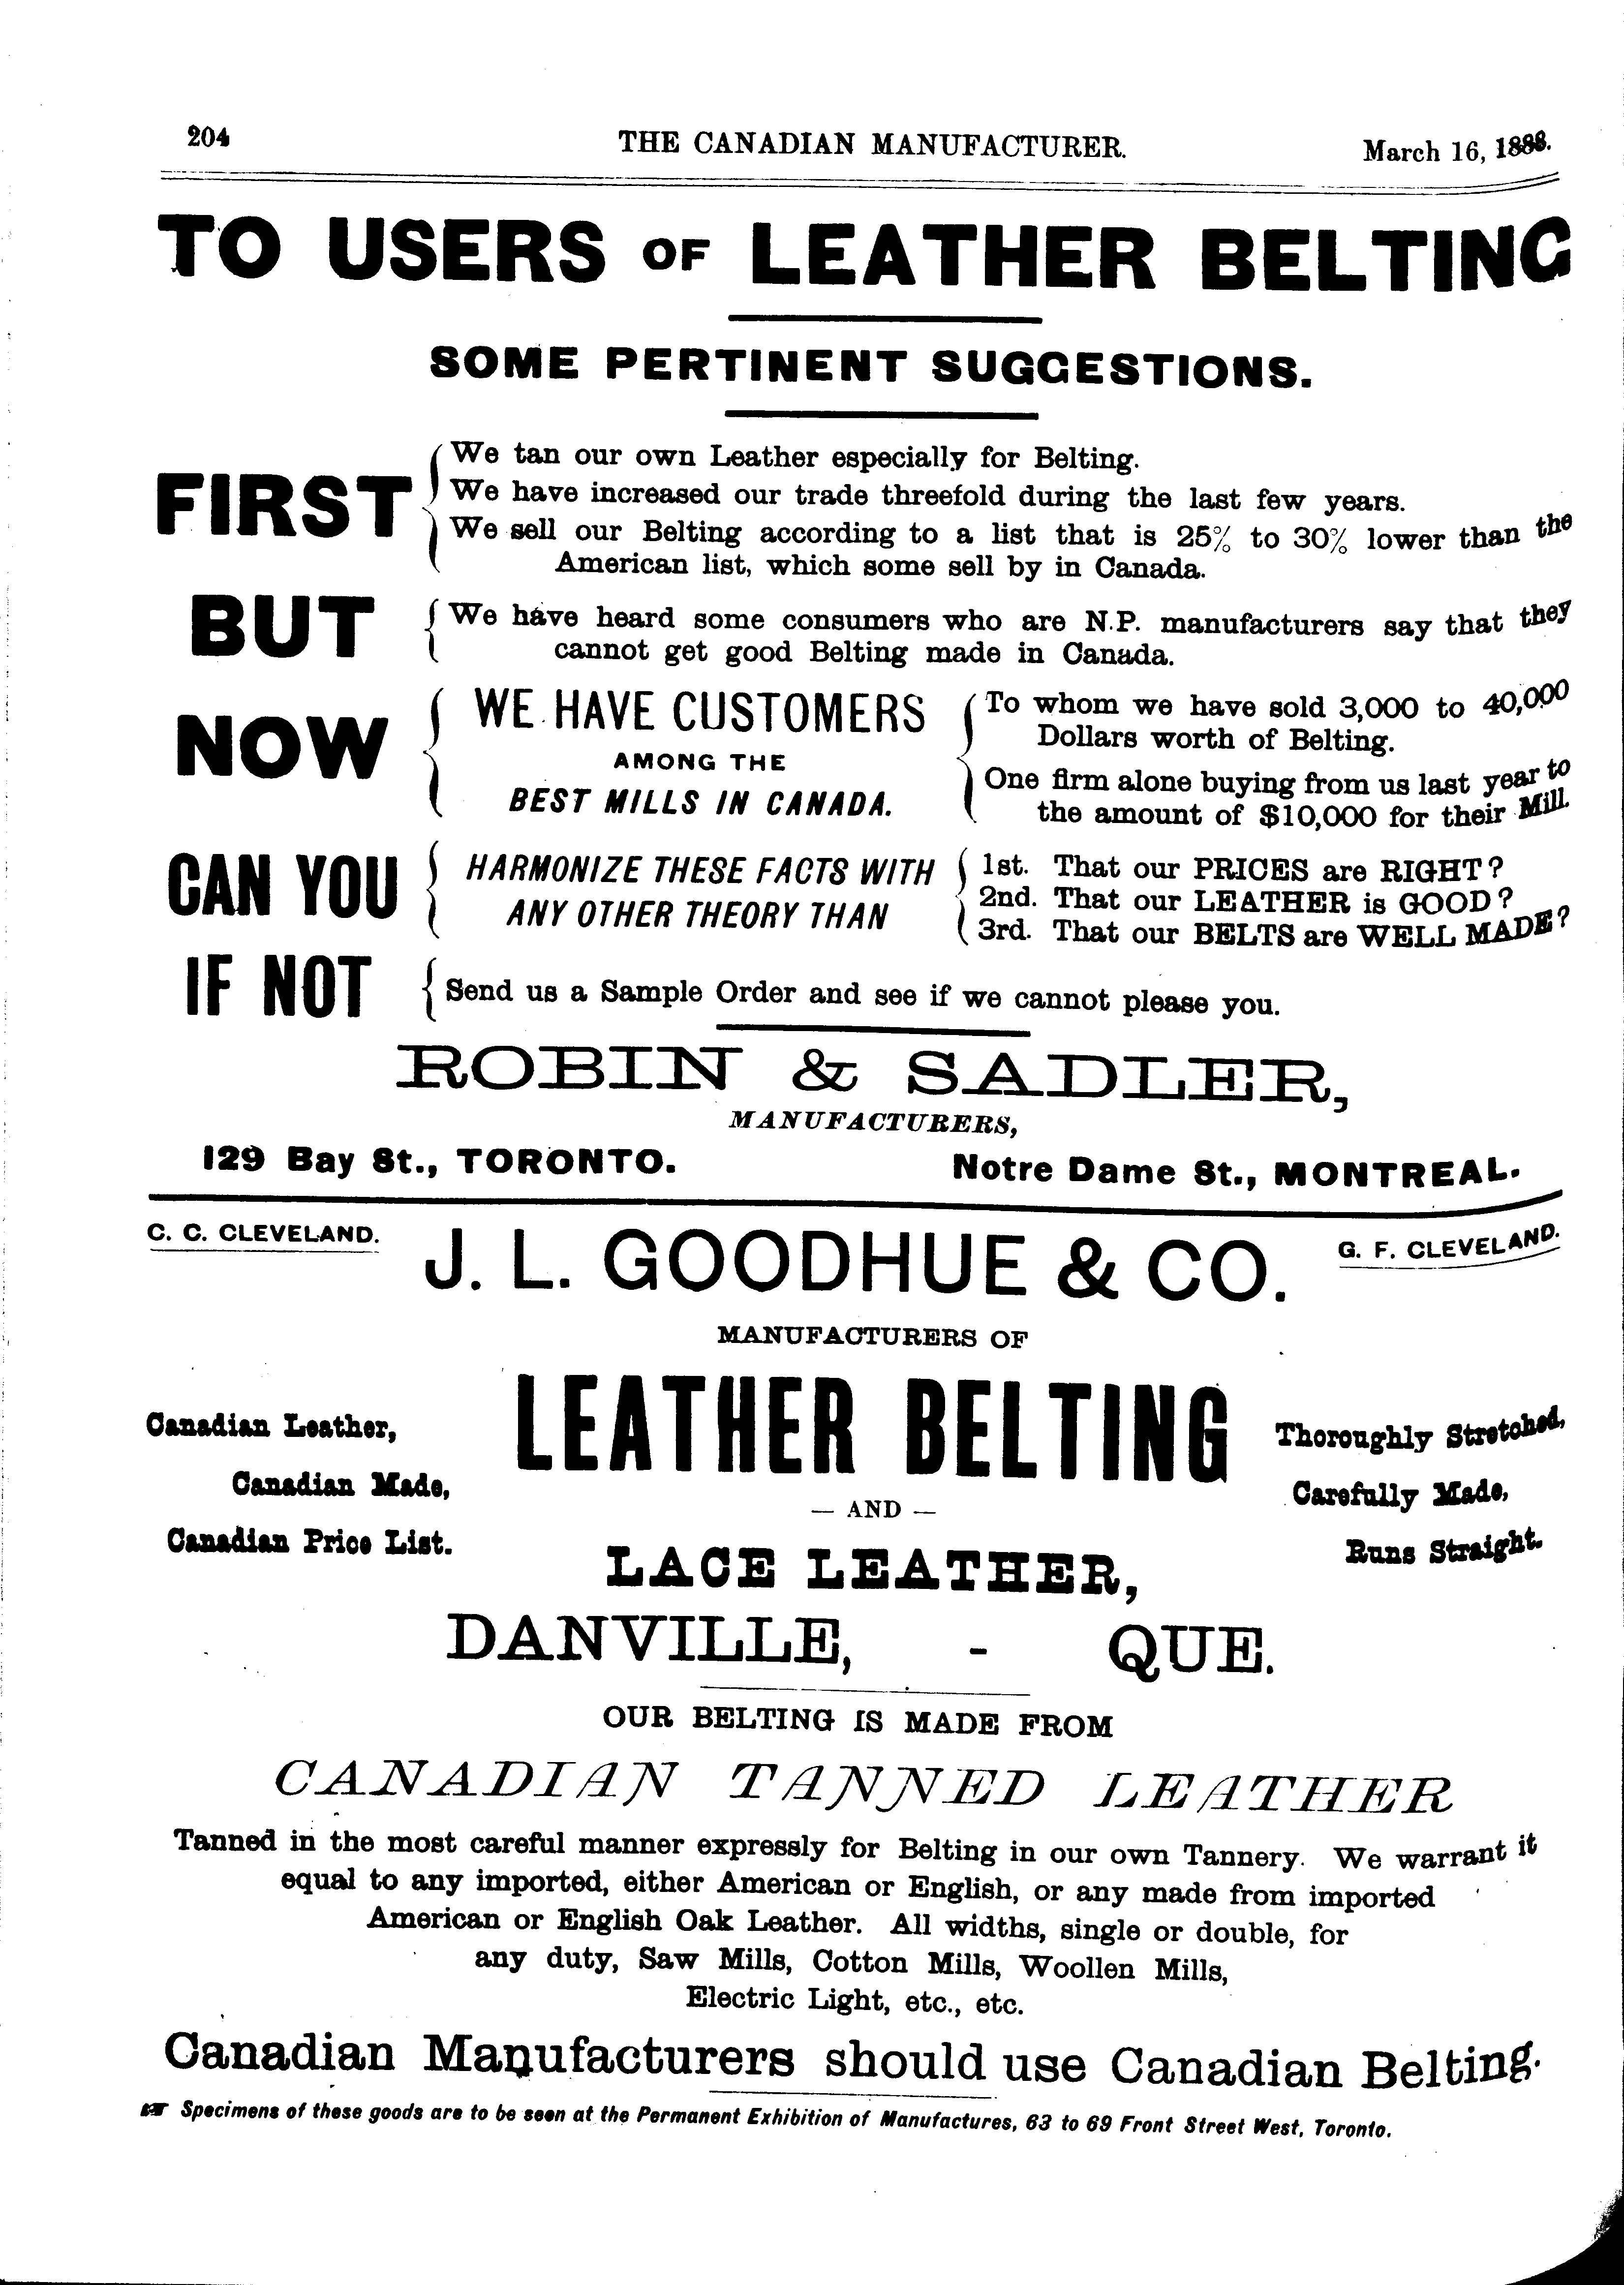 204
THE CANADIAN MANUFACTURER.
March 16, 1888.
TO USERS OF LEATHER BELTING
SOME PERTINENT SUGGESTIONS.
FIRST
We tan our own Leather especially for Belting.
We have increased our trade threefold during the last few years.
We sell our Belting according to a list that is 25% to 30% lower than the
American list, which some sell by in Canada.
BUT
We have heard some consumers who are N.P. manufacturers say that they
cannot get good Belting made in Canada.
NOW
WE HAVE CUSTOMERS
AMONG THE
BEST MILLS IN CANADA.
To whom we have sold 3,000 to 40,000
Dollars worth of Belting.
One firm alone buying from us last year to
the amount of $10,000 for their Mill.
CAN YOU
HARMONIZE THESE FACTS WITH
ANY OTHER THEORY THAN
1st. That our PRICES are RIGHT?
2nd. That our LEATHER is GOOD?
3rd. That our BELTS are WELL MADE?
IF NOT
Send us a Sample Order and see if we cannot please you.
ROBIN & SADLER,
MANUFACTURERS,
129 Bay St., TORONTO.
Notre Dame St., MONTREAL.
C. C. CLEVELAND.
J. L. GOODHUE & CO.
G. F. CLEVELAND.
MANUFACTURERS OF
LEATHER BELTING
Canadian Leather,
Canadian Made,
Canadian Price List.
Thoroughly Stretched,
Carefully Made,
Runs Straight.
— AND —
LACE LEATHER,
DANVILLE, - QUE.
OUR BELTING IS MADE FROM
CANADIAN TANNED LEATHER
Tanned in the most careful manner expressly for Belting in our own Tannery. We warrant it
equal to any imported, either American or English, or any made from imported
American or English Oak Leather. All widths, single or double, for
any duty, Saw Mills, Cotton Mills, Woollen Mills,
Electric Light, etc., etc.
Canadian Manufacturers should use Canadian Belting.
☞ Specimens of these goods are to be seen at the Permanent Exhibition of Manufactures, 63 to 69 Front Street West, Toronto.